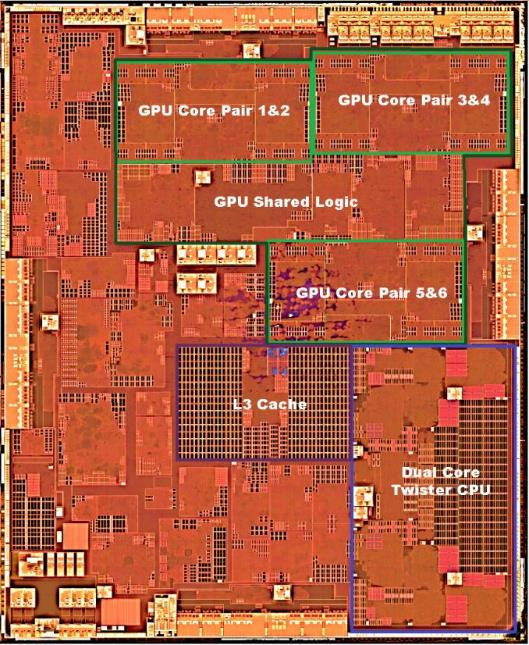 GPU Core Pair 1&2
GPU Core Pair 3&4
GPU Shared Logic
GPU Core Pair 5&6
L3 Cache
Dual Core
Twister CPU